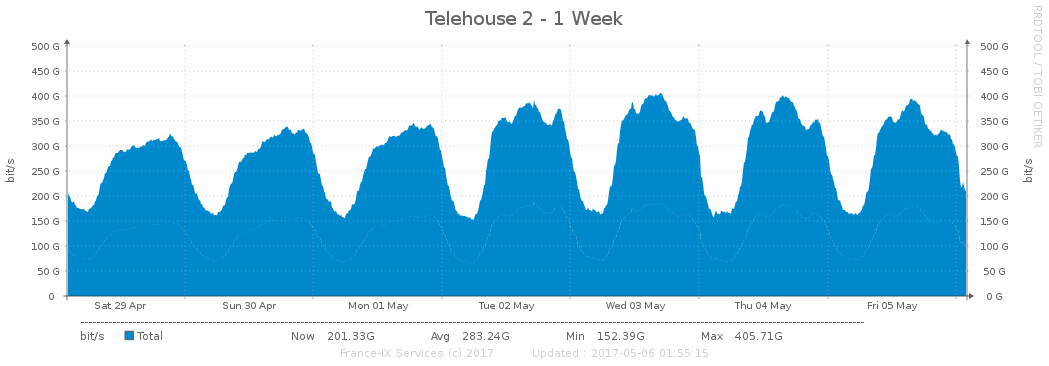 Telehouse 2 - 1 Week
RRDTOOL / TOBI OETIKER
500 G 500 G
450 G 450 G
400 G 400 G
350 G 350 G
300 G 300 G
250 G 250 G
200 G 200 G
150 G 150 G
100 G 100 G
50 G 50 G
0 0 G
bit/s bit/s
Sat 29 Apr Sun 30 Apr Mon 01 May Tue 02 May Wed 03 May Thu 04 May Fri 05 May
bit/s Total Now 201.33G Avg 283.24G Min 152.39G Max 405.71G
France-IX Services (c) 2017 Updated : 2017-05-06 01:55:15